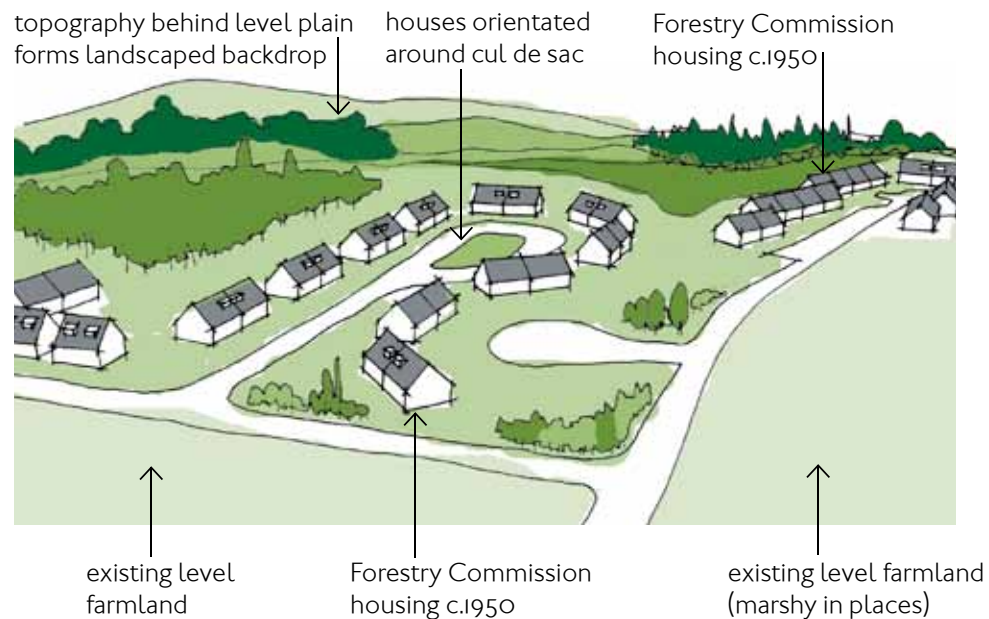 topography behind level plain
forms landscaped backdrop
houses orientated
around cul de sac
Forestry Commission
housing c.1950
existing level
farmland
Forestry Commission
housing c.1950
existing level farmland
(marshy in places)